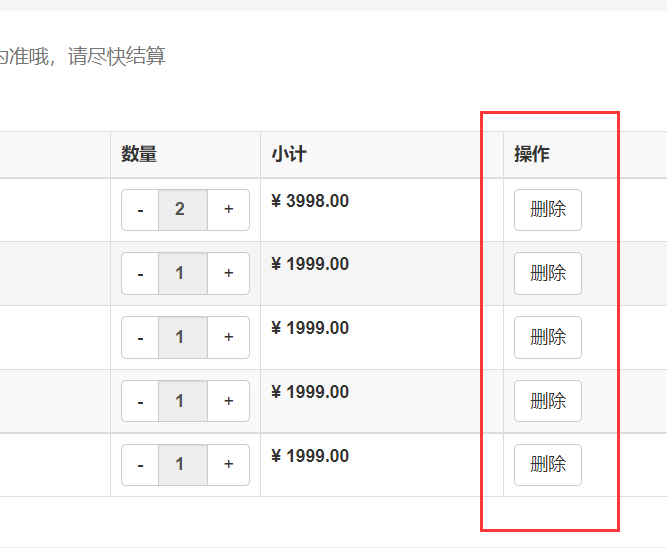 为准哦，请尽快结算
数量 小计 操作
- 2 + ¥ 3998.00 删除
- 1 + ¥ 1999.00 删除
- 1 + ¥ 1999.00 删除
- 1 + ¥ 1999.00 删除
- 1 + ¥ 1999.00 删除